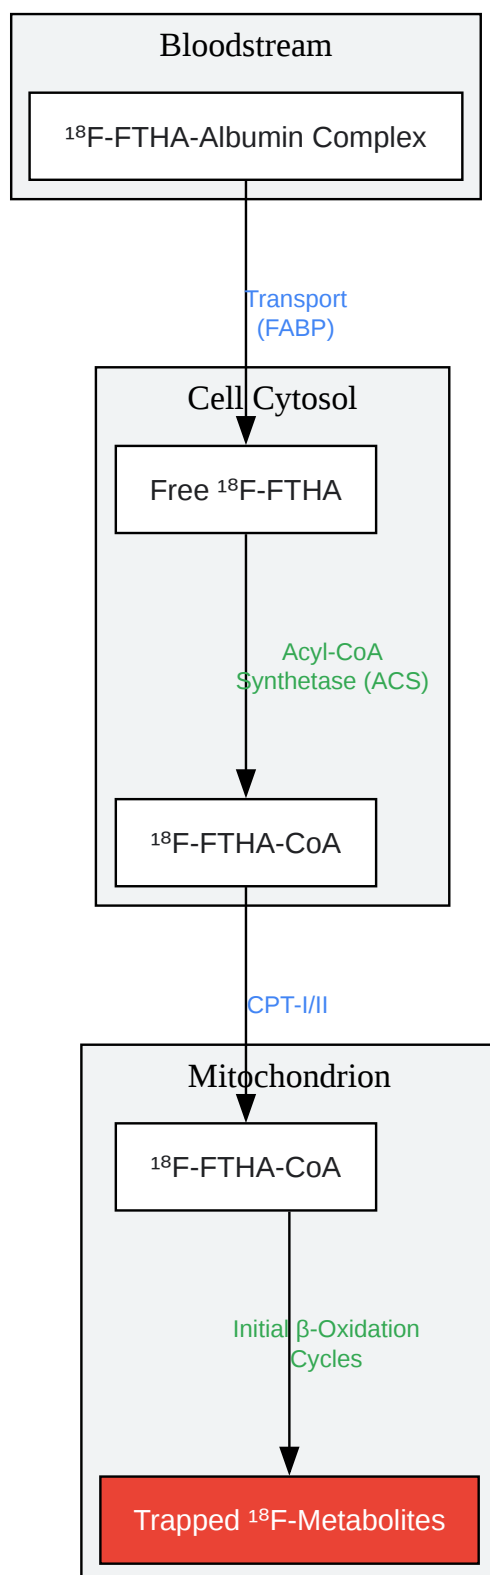 Bloodstream
¹⁸F-FTHA-Albumin Complex
Transport
(FABP)
Cell Cytosol
Free ¹⁸F-FTHA
Acyl-CoA
Synthetase (ACS)
¹⁸F-FTHA-CoA
CPT-I/II
Mitochondrion
¹⁸F-FTHA-CoA
Initial β-Oxidation
Cycles
Trapped ¹⁸F-Metabolites